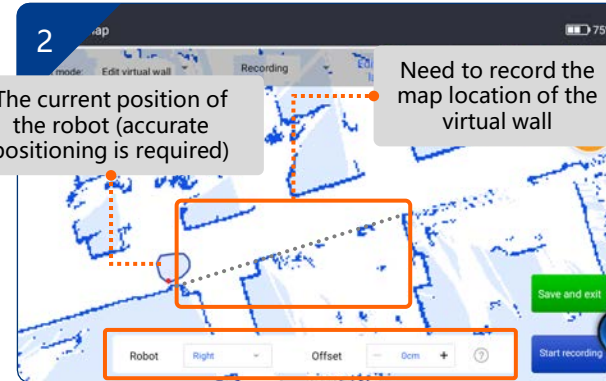 2
ap
75
mode:
Edit virtual wall
Recording
The current position of
the robot (accurate
positioning is required)
Need to record the
map location of the
virtual wall
Save and exit
Robot
Right
Offset
−
0cm
+
?
Start recording